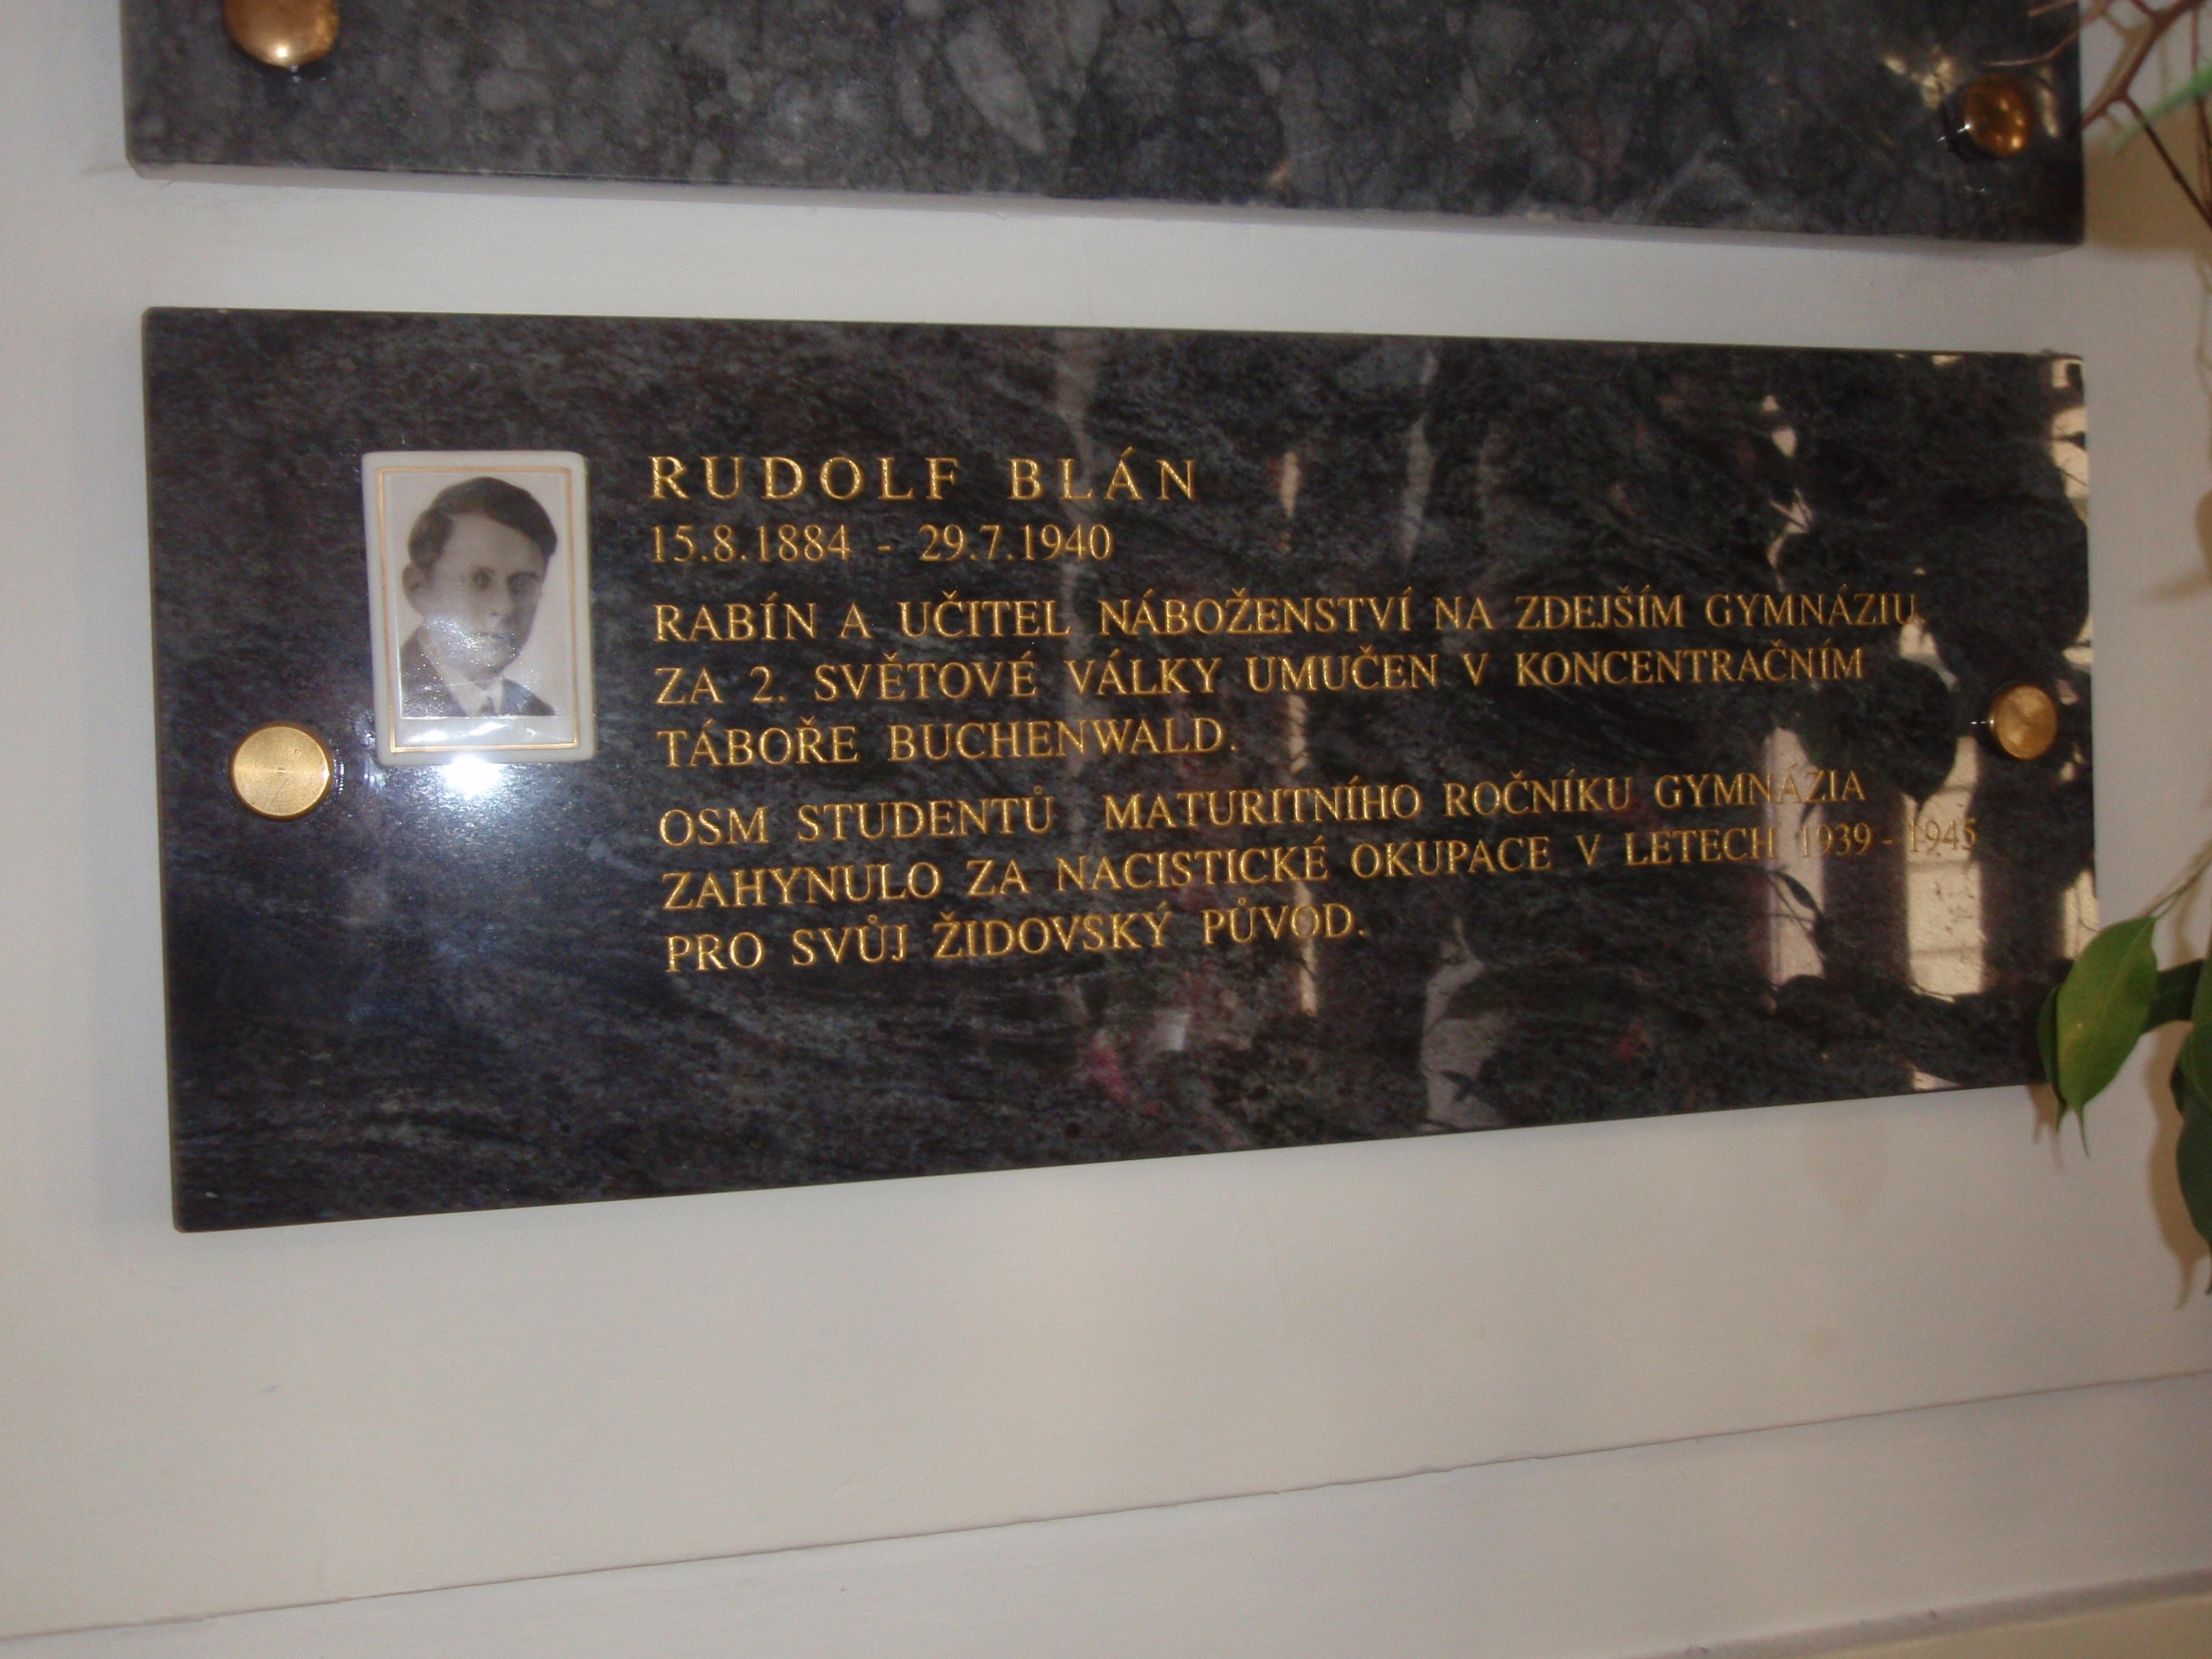 RUDOLF BLÁN
15.8.1884 - 29.7.1940
RABÍN A UČITEL NÁBOŽENSTVÍ NA ZDEJŠÍM GYMNÁZIU.
ZA 2. SVĚTOVÉ VÁLKY UMUČEN V KONCENTRAČNÍM
TÁBOŘE BUCHENWALD.
OSM STUDENTŮ MATURITNÍHO ROČNÍKU GYMNÁZIA
ZAHYNULO ZA NACISTICKÉ OKUPACE V LETECH 1939 - 1945
PRO SVŮJ ŽIDOVSKÝ PŮVOD.